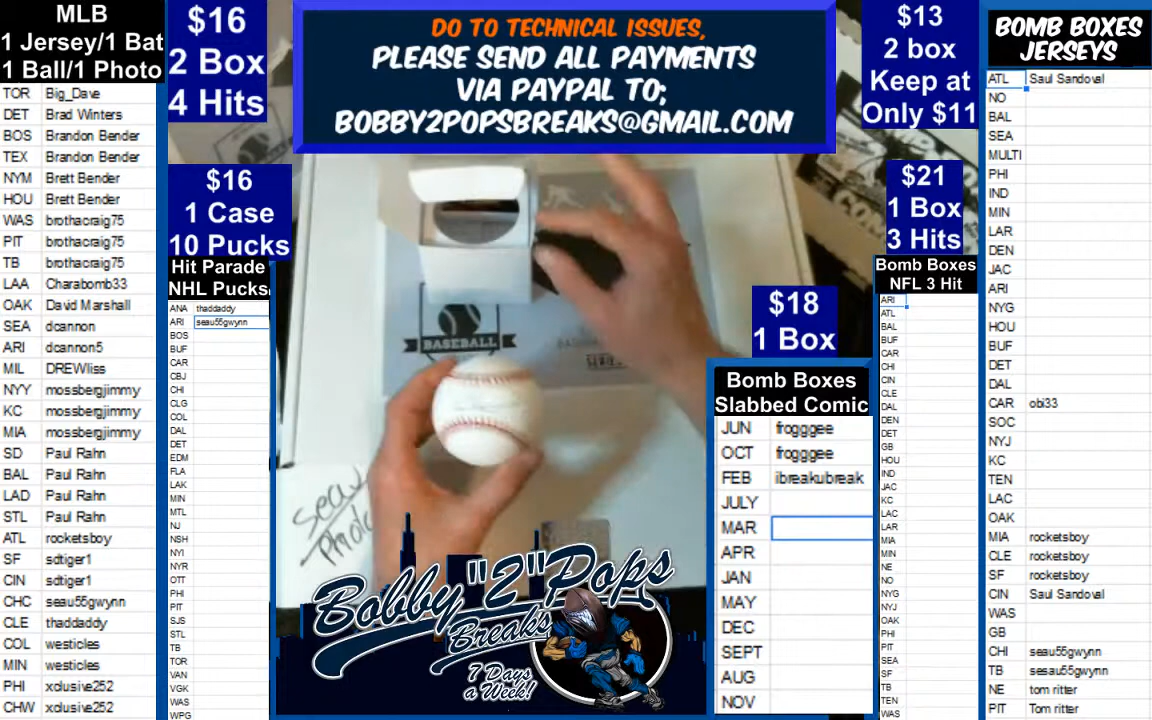 MLB
1 Jersey/1 Bat
1 Ball/1 Photo
TOR Big_Dave
DET Brad Winters
BOS Brandon Bender
TEX Brandon Bender
NYM Brett Bender
HOU Brett Bender
WAS brothacraig75
PIT brothacraig75
TB brothacraig75
LAA Charabomb33
OAK David Marshall
SEA dcannon
ARI dcannon5
MIL DREWliss
NYY mossbergjimmy
KC mossbergjimmy
MIA mossbergjimmy
SD Paul Rahn
BAL Paul Rahn
LAD Paul Rahn
STL Paul Rahn
ATL rocketsboy
SF sdtiger1
CIN sdtiger1
CHC seau55gwynn
CLE thaddaddy
COL westicles
MIN westicles
PHI xclusive252
CHW xclusive252
$16
2 Box
4 Hits
$16
1 Case
10 Pucks
Hit Parade
NHL Pucks
ANA thaddaddy
ARI seau55gwynn
BOS
BUF
CAR
CBJ
CHI
CLG
COL
DAL
DET
EDM
FLA
LAK
MIN
MTL
NJ
NSH
NYI
NYR
OTT
PHI
PIT
SJS
STL
TB
TOR
VAN
VGK
WAS
WPG
DO TO TECHNICAL ISSUES,
PLEASE SEND ALL PAYMENTS
VIA PAYPAL TO;
BOBBY2POPSBREAKS@GMAIL.COM
BASEBALL
Seau
Photo
Bobby "2" Pops
Breaks
7 Days
a Week!
$18
1 Box
Bomb Boxes
Slabbed Comic
JUN frogggee
OCT frogggee
FEB ibreakubreak
JULY
MAR
APR
JAN
MAY
DEC
SEPT
AUG
NOV
$13
2 box
Keep at
Only $11
$21
1 Box
3 Hits
Bomb Boxes
NFL 3 Hit
ARI
ATL
BAL
BUF
CAR
CHI
CIN
CLE
DAL
DEN
DET
GB
HOU
IND
JAC
KC
LAC
LAR
MIA
MIN
NE
NO
NYG
NYJ
OAK
PHI
PIT
SEA
SF
TB
TEN
WAS
BOMB BOXES
JERSEYS
ATL Saul Sandoval
NO
BAL
SEA
MULTI
PHI
IND
MIN
LAR
DEN
JAC
ARI
NYG
HOU
BUF
DET
DAL
CAR obi33
SOC
NYJ
KC
TEN
LAC
OAK
MIA rocketsboy
CLE rocketsboy
SF rocketsboy
CIN Saul Sandoval
WAS
GB
CHI seau55gwynn
TB sesau55gwynn
NE tom ritter
PIT Tom ritter